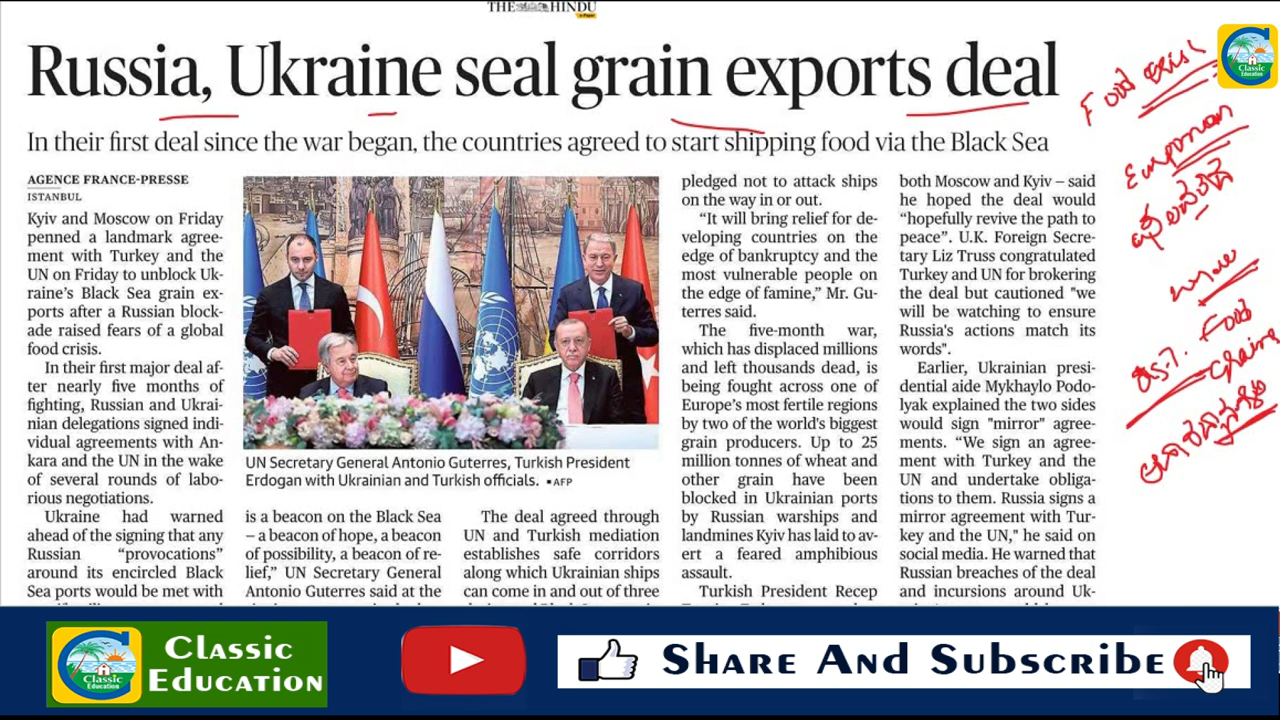 THE HINDU
e-Paper
Russia, Ukraine seal grain exports deal
In their first deal since the war began, the countries agreed to start shipping food via the Black Sea
AGENCE FRANCE-PRESSE
ISTANBUL
Kyiv and Moscow on Friday
penned a landmark agree-
ment with Turkey and the
UN on Friday to unblock Uk-
raine's Black Sea grain ex-
ports after a Russian block-
ade raised fears of a global
food crisis.
In their first major deal af-
ter nearly five months of
fighting, Russian and Ukrai-
nian delegations signed indi-
vidual agreements with An-
kara and the UN in the wake
of several rounds of labo-
rious negotiations.
Ukraine had warned
ahead of the signing that any
Russian "provocations"
around its encircled Black
Sea ports would be met with
UN Secretary General Antonio Guterres, Turkish President
Erdogan with Ukrainian and Turkish officials. ▪AFP
is a beacon on the Black Sea
– a beacon of hope, a beacon
of possibility, a beacon of re-
lief," UN Secretary General
Antonio Guterres said at the
The deal agreed through
UN and Turkish mediation
establishes safe corridors
along which Ukrainian ships
can come in and out of three
pledged not to attack ships
on the way in or out.
"It will bring relief for de-
veloping countries on the
edge of bankruptcy and the
most vulnerable people on
the edge of famine," Mr. Gu-
terres said.
The five-month war,
which has displaced millions
and left thousands dead, is
being fought across one of
Europe's most fertile regions
by two of the world's biggest
grain producers. Up to 25
million tonnes of wheat and
other grain have been
blocked in Ukrainian ports
by Russian warships and
landmines Kyiv has laid to av-
ert a feared amphibious
assault.
Turkish President Recep
both Moscow and Kyiv – said
he hoped the deal would
"hopefully revive the path to
peace". U.K. Foreign Secre-
tary Liz Truss congratulated
Turkey and UN for brokering
the deal but cautioned "we
will be watching to ensure
Russia's actions match its
words".
Earlier, Ukrainian presi-
dential aide Mykhaylo Podo-
lyak explained the two sides
would sign "mirror" agree-
ments. "We sign an agree-
ment with Turkey and the
UN and undertake obliga-
tions to them. Russia signs a
mirror agreement with Tur-
key and the UN," he said on
social media. He warned that
Russian breaches of the deal
and incursions around Uk-
Food
Food
Grains
Classic
Education
Classic
Education
CLASSIC
EDUCATION
SHARE AND SUBSCRIBE